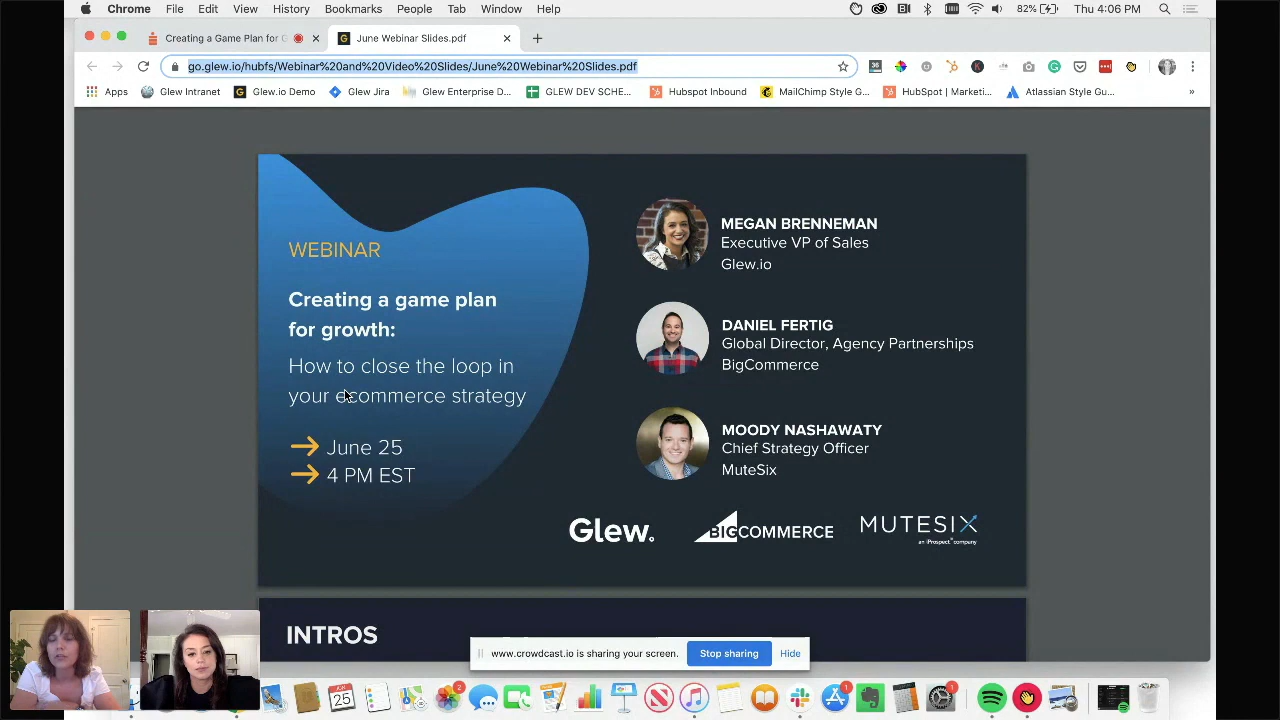 Chrome File Edit View History Bookmarks People Tab Window Help 82% Thu 4:06 PM
Creating a Game Plan for G
June Webinar Slides.pdf
go.glew.io/hubfs/Webinar%20and%20Video%20Slides/June%20Webinar%20Slides.pdf
Apps Glew Intranet Glew.io Demo Glew Jira Glew Enterprise D... GLEW DEV SCHE... Hubspot Inbound MailChimp Style G... HubSpot | Marketi... Atlassian Style Gu... »
WEBINAR
Creating a game plan
for growth:
How to close the loop in
your ecommerce strategy
June 25
4 PM EST
MEGAN BRENNEMAN
Executive VP of Sales
Glew.io
DANIEL FERTIG
Global Director, Agency Partnerships
BigCommerce
MOODY NASHAWATY
Chief Strategy Officer
MuteSix
Glew.
BIGCOMMERCE
MUTESIX
an iProspect company
INTROS
www.crowdcast.io is sharing your screen. Stop sharing Hide